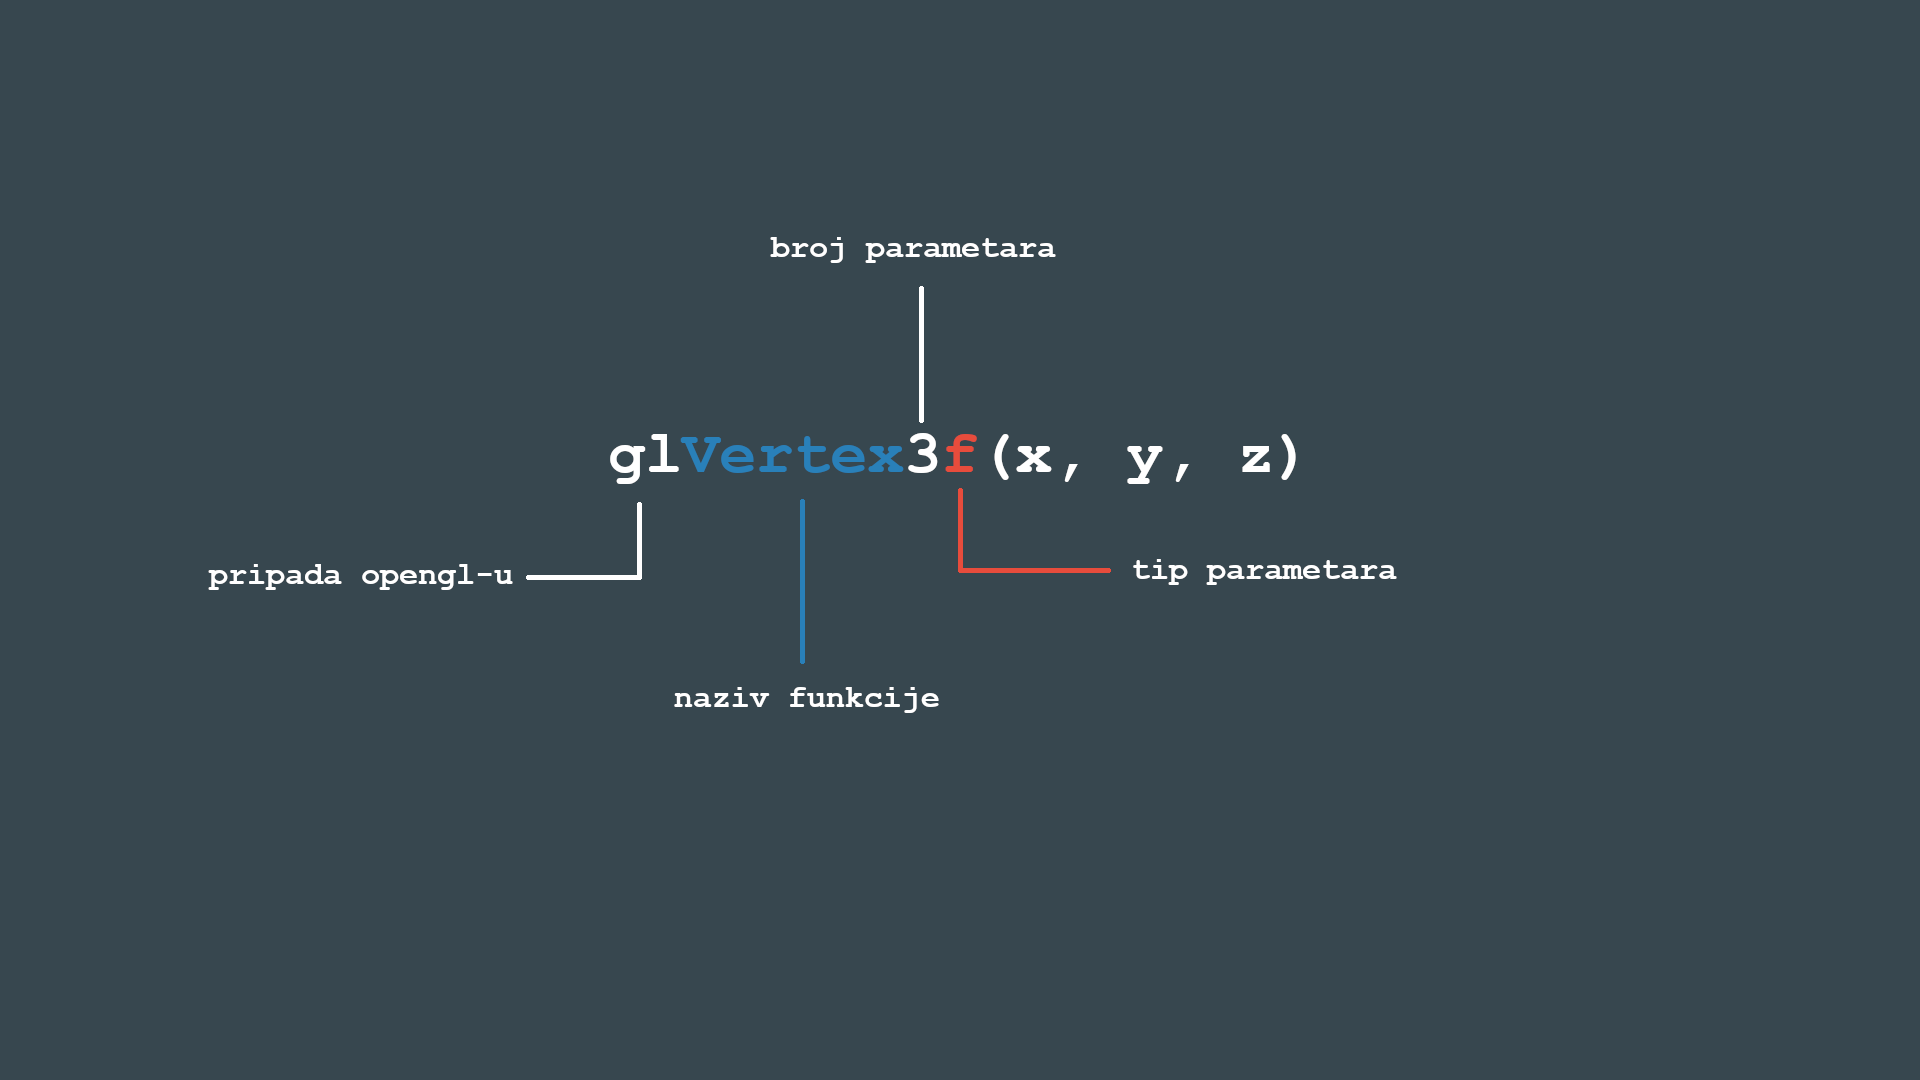 broj parametara
glVertex3f(x, y, z)
pripada opengl-u
tip parametara
naziv funkcije